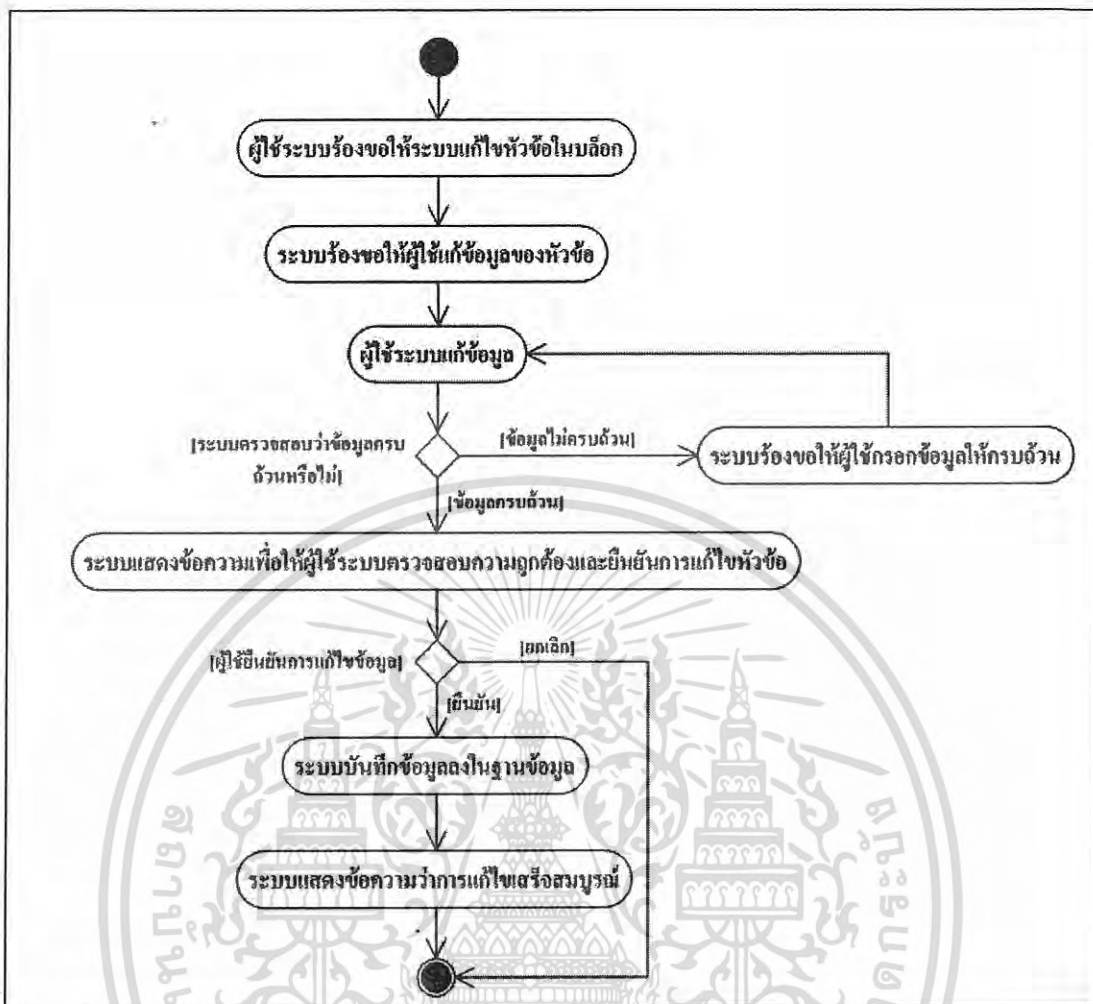 ผู้ใช้ระบบร้องขอให้ระบบแก้ไขหัวข้อในบล็อก
ระบบร้องขอให้ผู้ใช้แก้ข้อมูลของหัวข้อ
ผู้ใช้ระบบแก้ข้อมูล
[ระบบตรวจสอบว่าข้อมูลครบ
ถ้วนหรือไม่]
[ข้อมูลไม่ครบถ้วน]
ระบบร้องขอให้ผู้ใช้กรอกข้อมูลให้ครบถ้วน
[ข้อมูลครบถ้วน]
ระบบแสดงข้อความเพื่อให้ผู้ใช้ระบบตรวจสอบความถูกต้องและยืนยันการแก้ไขหัวข้อ
[ผู้ใช้ยืนยันการแก้ไขข้อมูล]
[ยกเลิก]
[ยืนยัน]
ระบบบันทึกข้อมูลลงในฐานข้อมูล
ระบบแสดงข้อความว่าการแก้ไขเสร็จสมบูรณ์